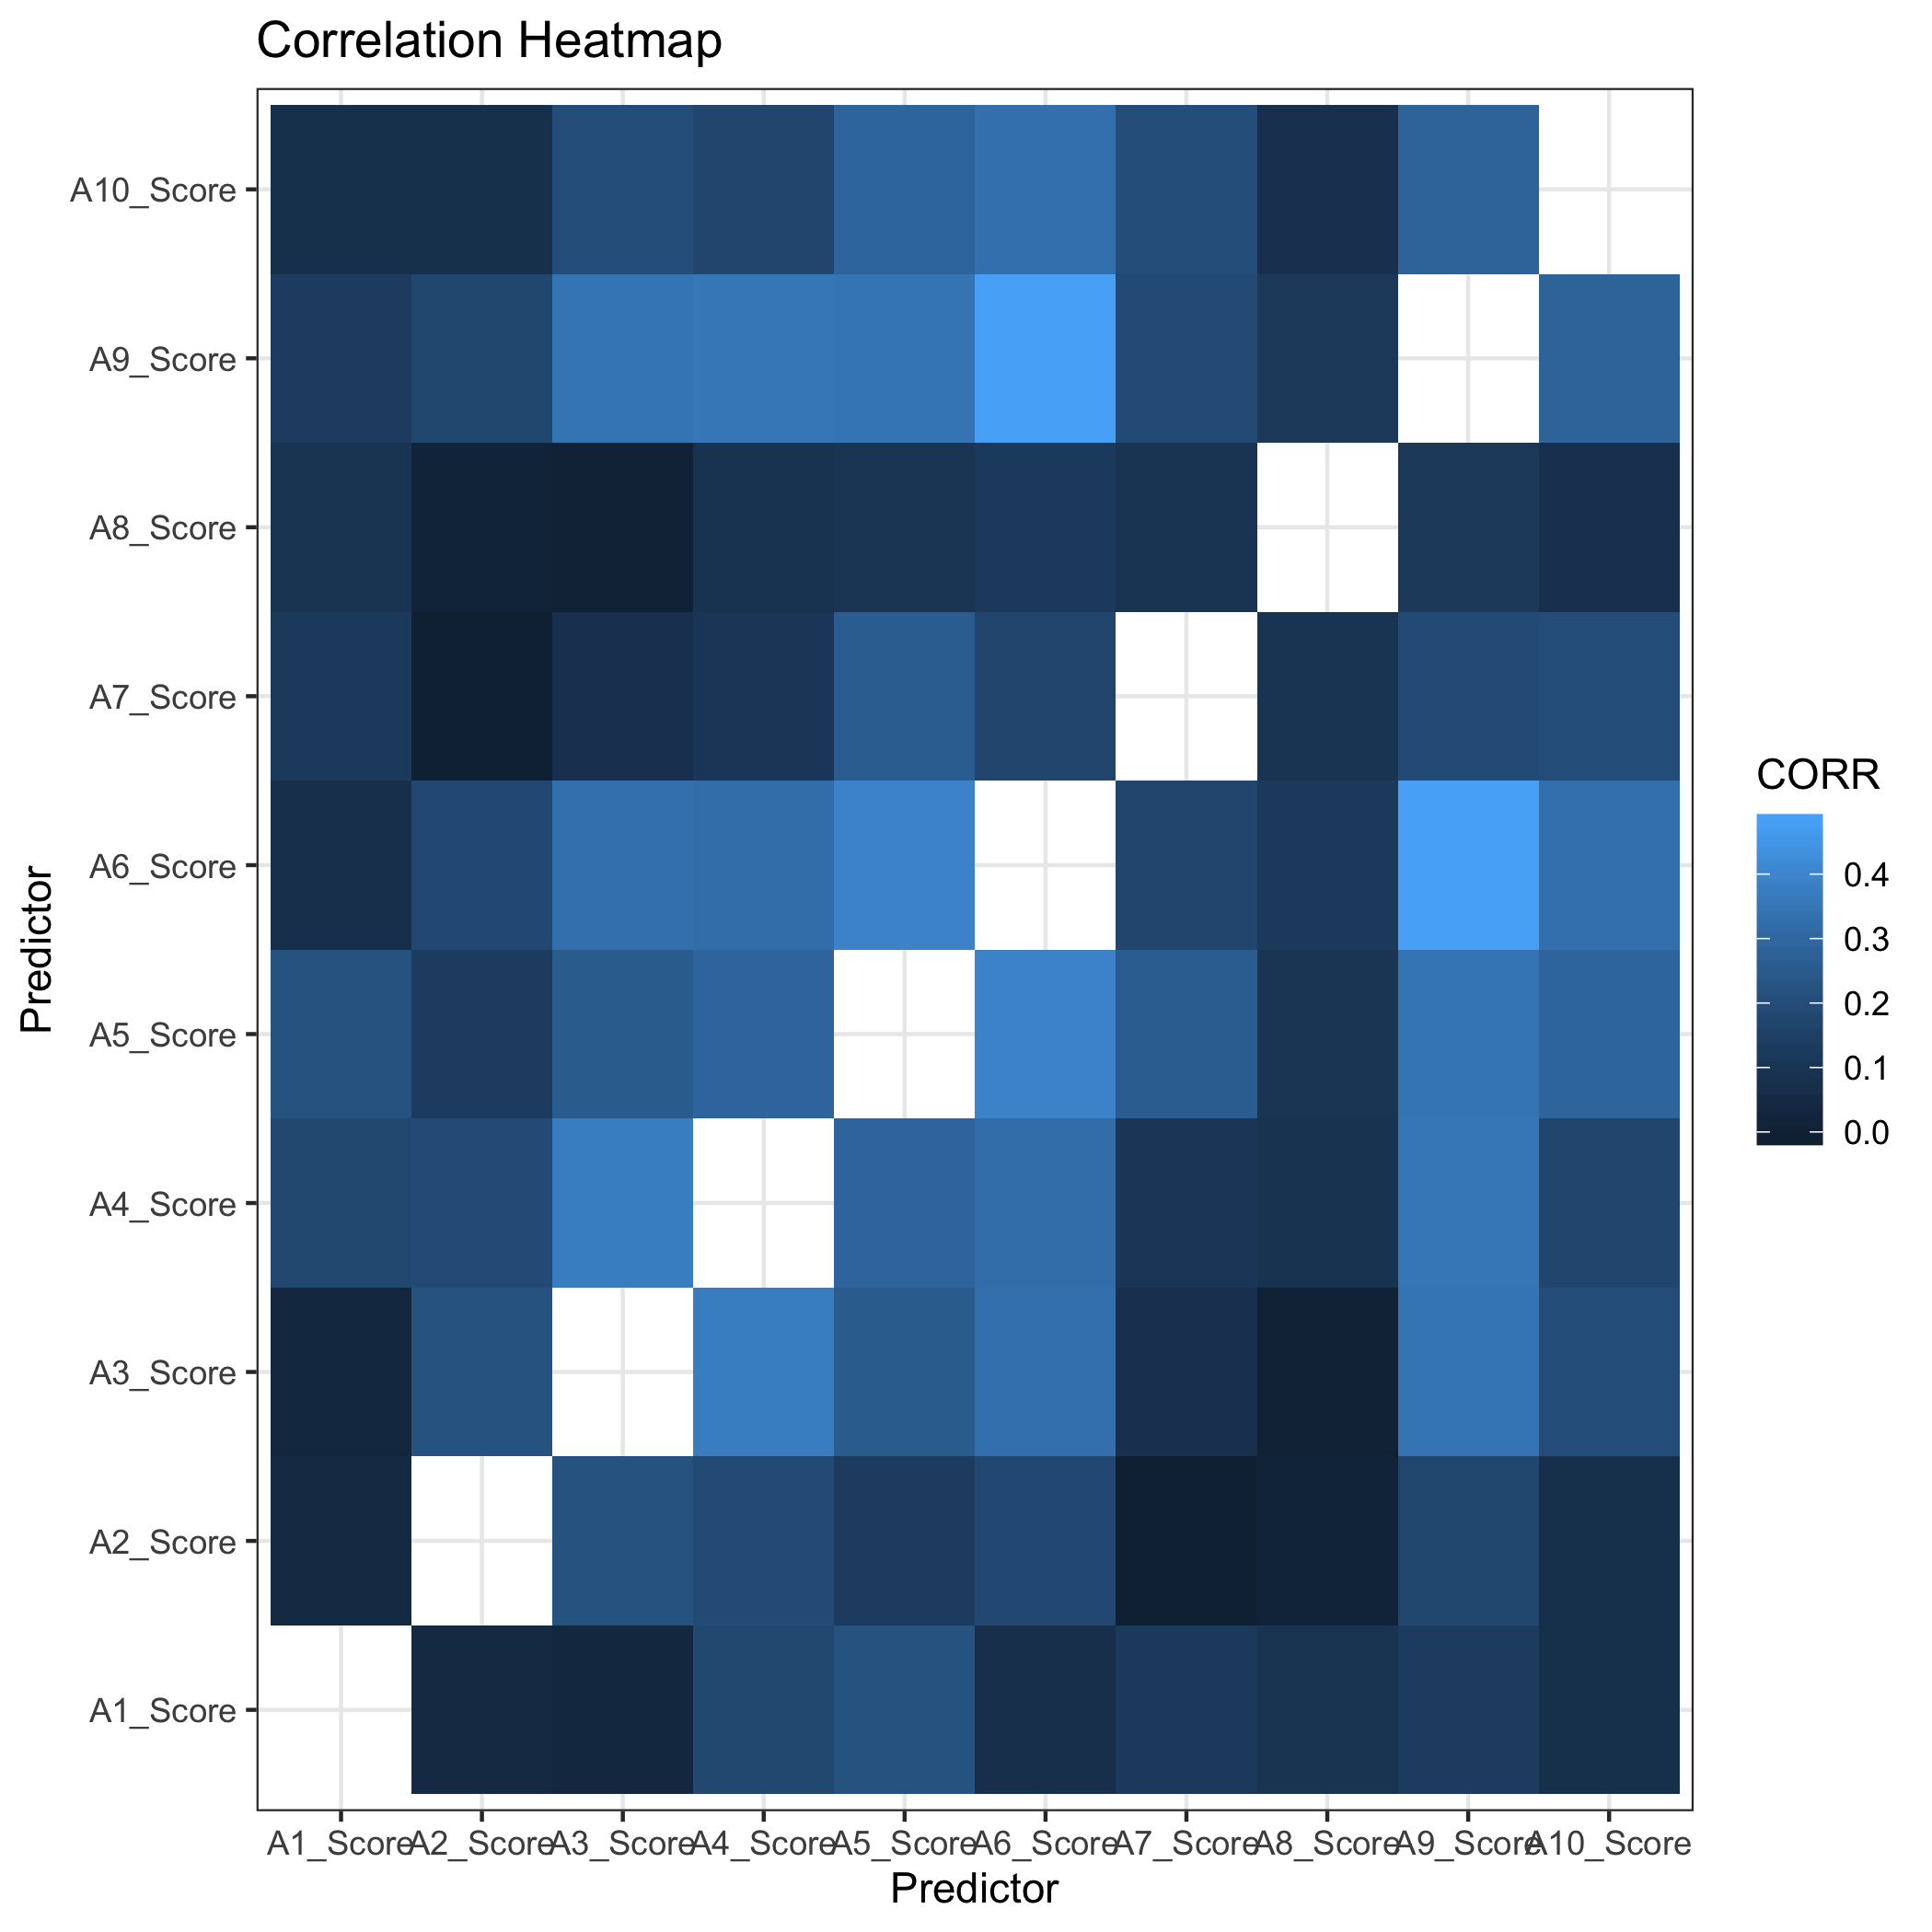 Correlation Heatmap
A10_Score
A9_Score
A8_Score
A7_Score
A6_Score
A5_Score
A4_Score
A3_Score
A2_Score
A1_Score
Predictor
A1_Score A2_Score A3_Score A4_Score A5_Score A6_Score A7_Score A8_Score A9_Score A10_Score
Predictor
CORR
0.4
0.3
0.2
0.1
0.0